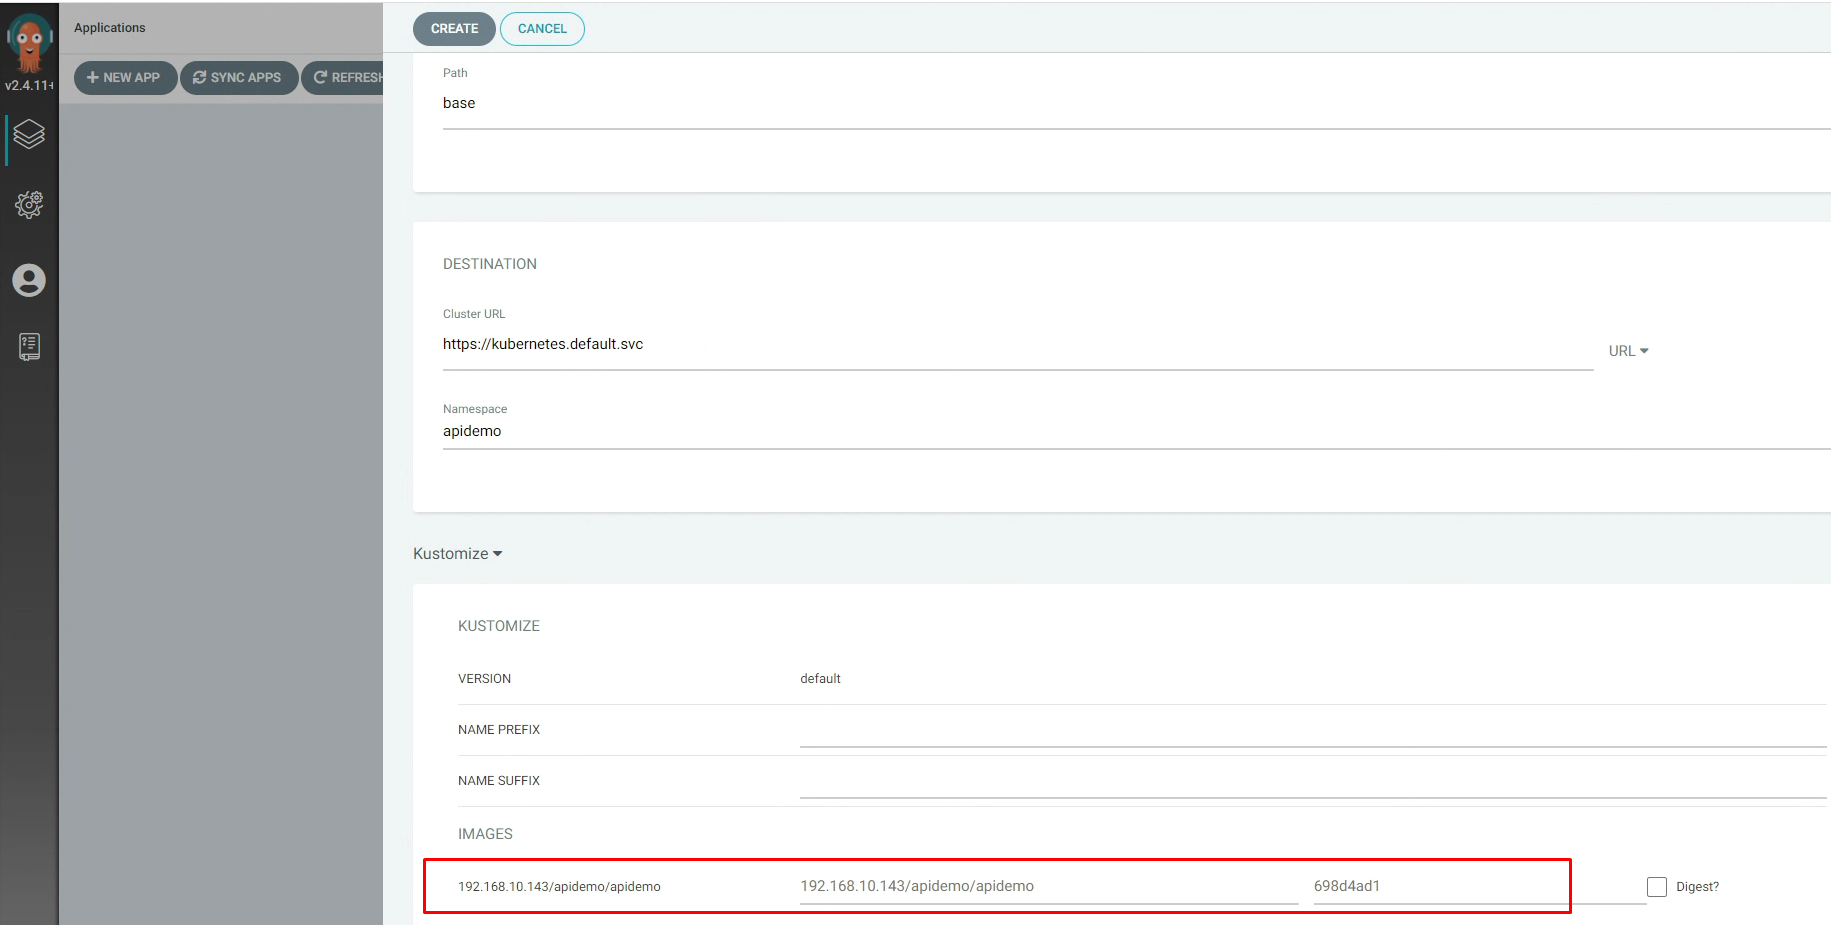 Applications
v2.4.11+
NEW APP
SYNC APPS
REFRESH
CREATE
CANCEL
Path
base
DESTINATION
Cluster URL
https://kubernetes.default.svc
URL
Namespace
apidemo
Kustomize
KUSTOMIZE
VERSION default
NAME PREFIX
NAME SUFFIX
IMAGES
192.168.10.143/apidemo/apidemo 192.168.10.143/apidemo/apidemo 698d4ad1 Digest?